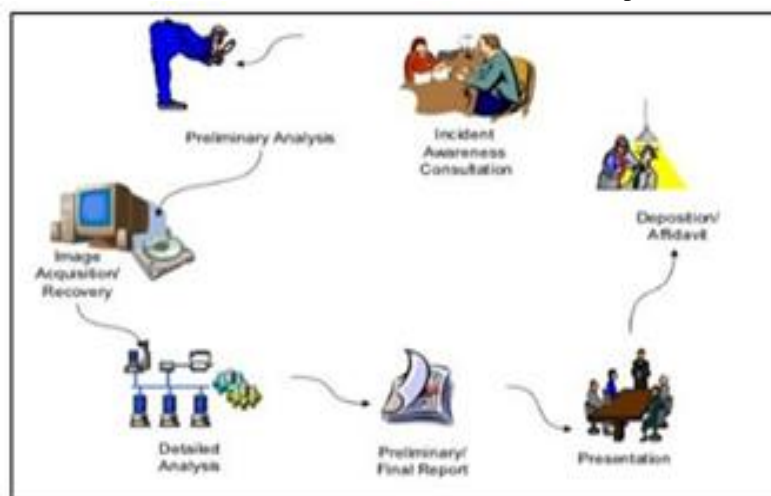 Preliminary Analysis
Incident
Awareness
Consultation
Deposition/
Affidavit
Image
Acquisition/
Recovery
Detailed
Analysis
Preliminary/
Final Report
Presentation